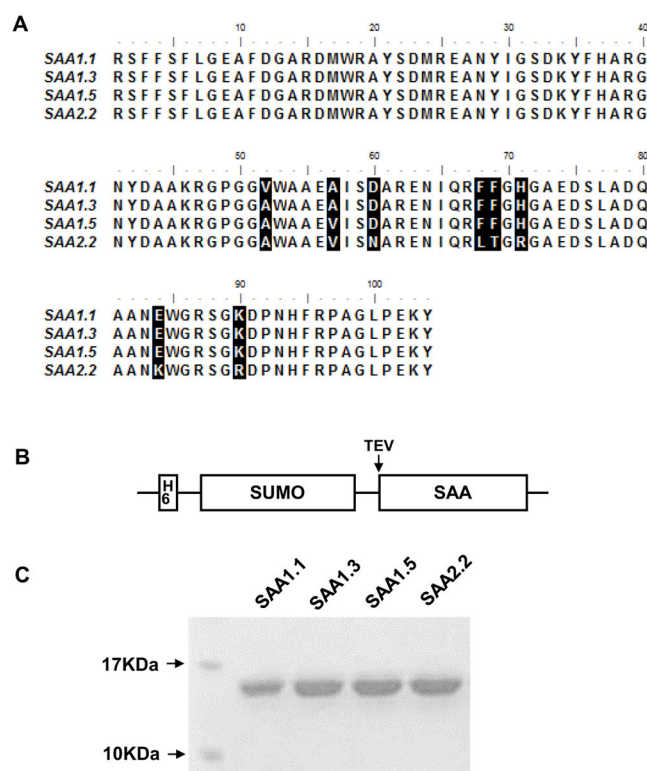 A
10 20 30 40
SAA1.1 RSFFSFLGEAFDGARDMWRAYSDMREANYIGSDKYFHARG
SAA1.3 RSFFSFLGEAFDGARDMWRAYSDMREANYIGSDKYFHARG
SAA1.5 RSFFSFLGEAFDGARDMWRAYSDMREANYIGSDKYFHARG
SAA2.2 RSFFSFLGEAFDGARDMWRAYSDMREANYIGSDKYFHARG
50 60 70 80
SAA1.1 NYDAAKRGPGGVWAAEAISDARENIQRFFGHGAEDSLADQ
SAA1.3 NYDAAKRGPGGAWAAEAISDARENIQRFFGHGAEDSLADQ
SAA1.5 NYDAAKRGPGGAWAAEVISDARENIQRFFGHGAEDSLADQ
SAA2.2 NYDAAKRGPGGAWAAEVISNARENIQRLTGRGAEDSLADQ
90 100
SAA1.1 AANEWGRSGKDPNHFRPAGLPEKY
SAA1.3 AANEWGRSGKDPNHFRPAGLPEKY
SAA1.5 AANEWGRSGKDPNHFRPAGLPEKY
SAA2.2 AANKWGRSGRDPNHFRPAGLPEKY
B
TEV
H6 SUMO SAA
C
SAA1.1 SAA1.3 SAA1.5 SAA2.2
17KDa
10KDa